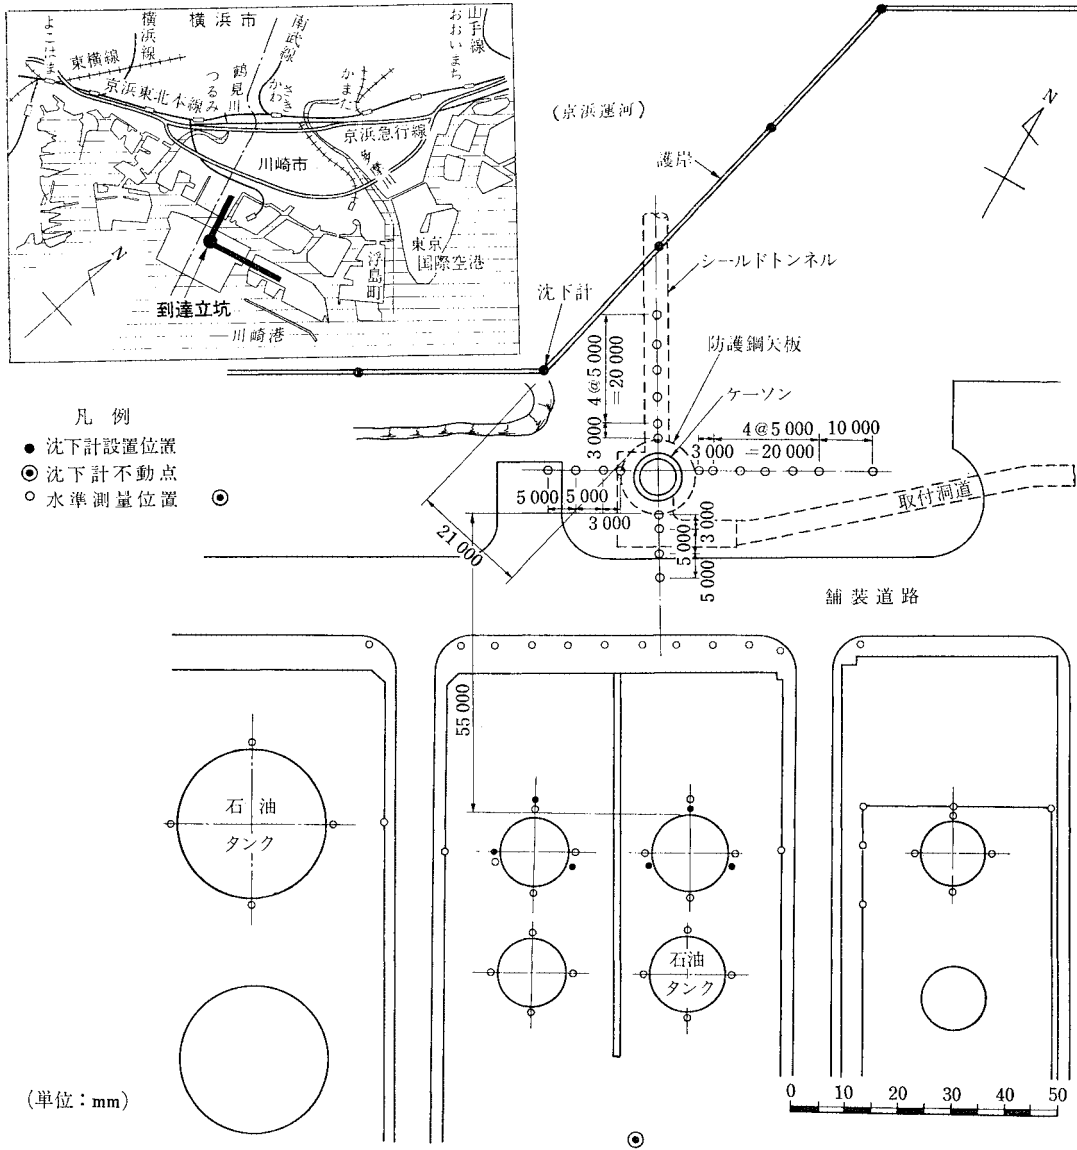 横浜市
よこはま
横浜線
東横線
南武線
山手線
おおいまち
京浜東北本線
つるみ
鶴見川
かわさき
かまた
京浜急行線
川崎市
東京
国際空港
浮島町
N
到達立坑
川崎港
(京浜運河)
N
護岸
シールドトンネル
沈下計
防護鋼矢板
ケーソン
4@5 000
=20 000
3 000
4@5 000
10 000
3 000
=20 000
凡例
沈下計設置位置
沈下計不動点
水準測量位置
5 000
5 000
3 000
取付洞道
21 000
3 000
5 000
5 000
舗装道路
55 000
石油
タンク
石油
タンク
(単位:mm)
0 10 20 30 40 50